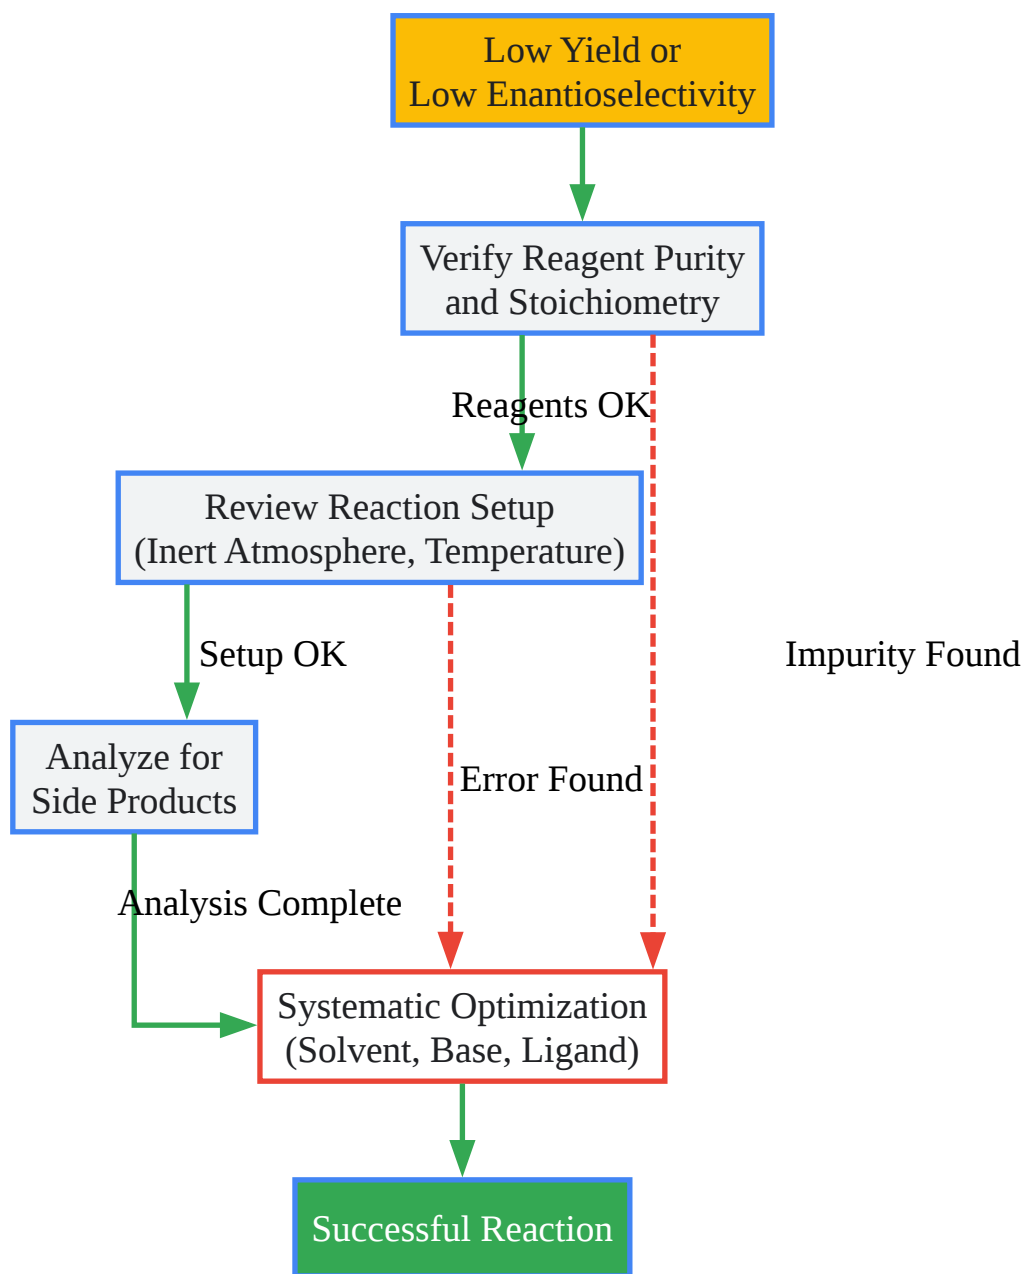 Low Yield or
Low Enantioselectivity
Verify Reagent Purity
and Stoichiometry
Reagents OK
Review Reaction Setup
(Inert Atmosphere, Temperature)
Setup OK
Impurity Found
Analyze for
Side Products
Error Found
Analysis Complete
Systematic Optimization
(Solvent, Base, Ligand)
Successful Reaction